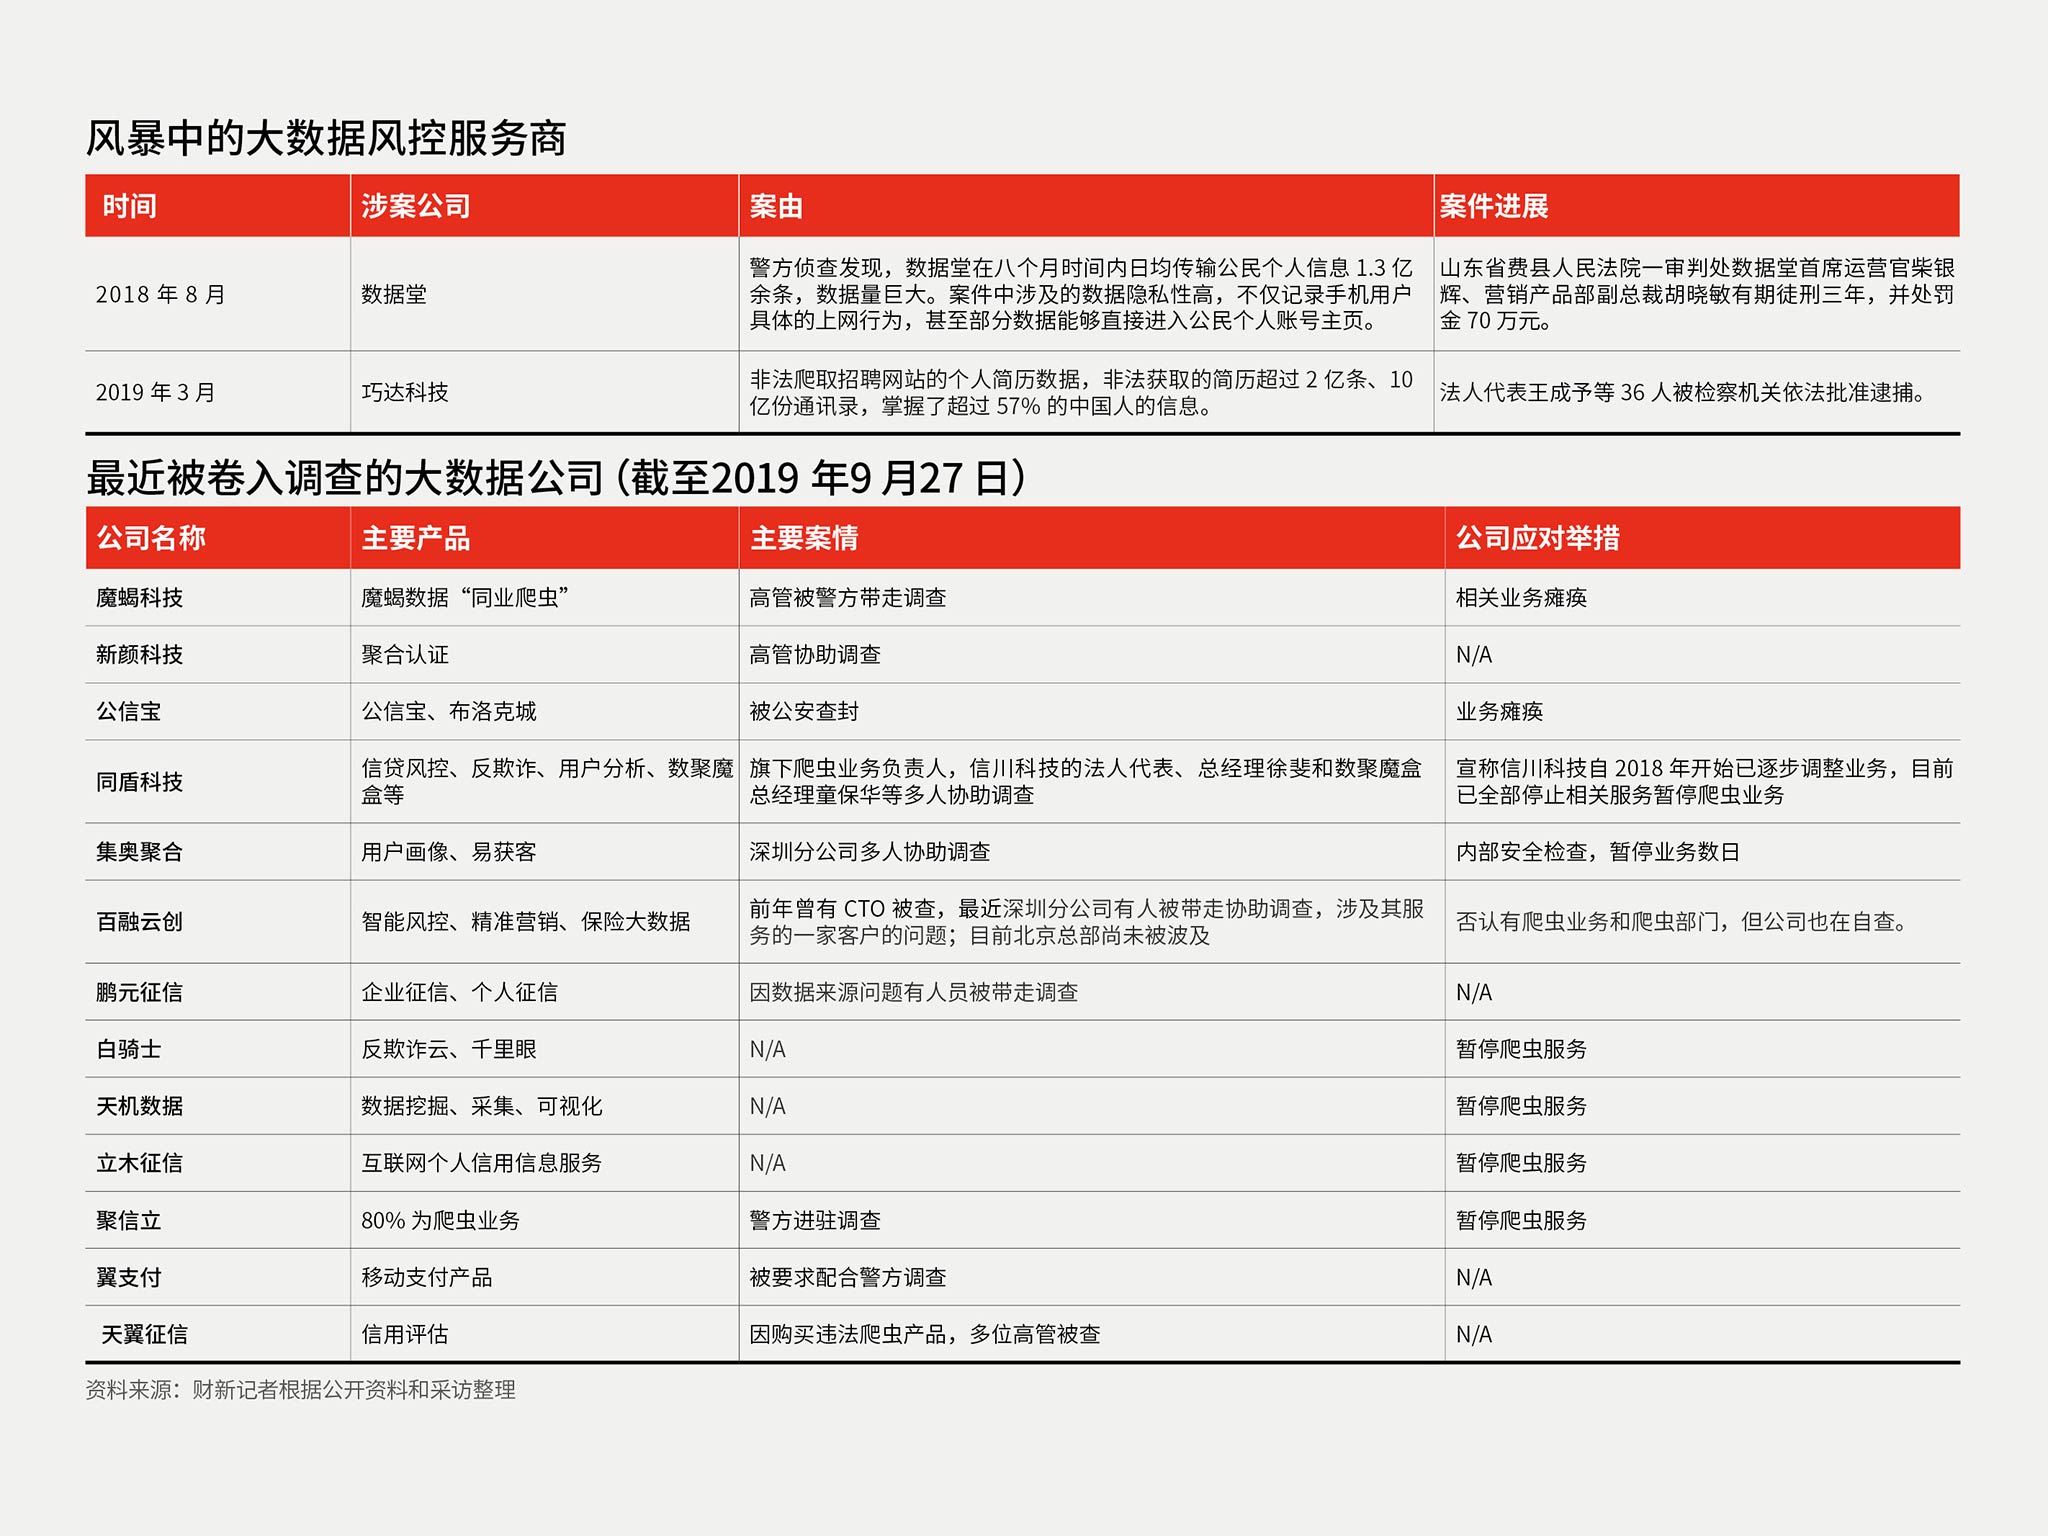 风暴中的大数据风控服务商
时间 涉案公司 案由 案件进展
2018 年 8 月 数据堂 警方侦查发现，数据堂在八个月时间内日均传输公民个人信息 1.3 亿
余条，数据量巨大。案件中涉及的数据隐私性高，不仅记录手机用户
具体的上网行为，甚至部分数据能够直接进入公民个人账号主页。
山东省费县人民法院一审判处数据堂首席运营官柴银
辉、营销产品部副总裁胡晓敏有期徒刑三年，并处罚
金 70 万元。
2019 年 3 月 巧达科技 非法爬取招聘网站的个人简历数据，非法获取的简历超过 2 亿条、10
亿份通讯录，掌握了超过 57% 的中国人的信息。
法人代表王成予等 36 人被检察机关依法批准逮捕。
最近被卷入调查的大数据公司（截至2019 年9 月27 日）
公司名称 主要产品 主要案情 公司应对举措
魔蝎科技 魔蝎数据“同业爬虫” 高管被警方带走调查 相关业务瘫痪
新颜科技 聚合认证 高管协助调查 N/A
公信宝 公信宝、布洛克城 被公安查封 业务瘫痪
同盾科技 信贷风控、反欺诈、用户分析、数聚魔
盒等
旗下爬虫业务负责人，信川科技的法人代表、总经理徐斐和数聚魔盒
总经理童保华等多人协助调查
宣称信川科技自 2018 年开始已逐步调整业务，目前
已全部停止相关服务暂停爬虫业务
集奥聚合 用户画像、易获客 深圳分公司多人协助调查 内部安全检查，暂停业务数日
百融云创 智能风控、精准营销、保险大数据 前年曾有 CTO 被查，最近深圳分公司有人被带走协助调查，涉及其服
务的一家客户的问题；目前北京总部尚未被波及
否认有爬虫业务和爬虫部门，但公司也在自查。
鹏元征信 企业征信、个人征信 因数据来源问题有人员被带走调查 N/A
白骑士 反欺诈云、千里眼 N/A 暂停爬虫服务
天机数据 数据挖掘、采集、可视化 N/A 暂停爬虫服务
立木征信 互联网个人信用信息服务 N/A 暂停爬虫服务
聚信立 80% 为爬虫业务 警方进驻调查 暂停爬虫服务
翼支付 移动支付产品 被要求配合警方调查 N/A
天翼征信 信用评估 因购买违法爬虫产品，多位高管被查 N/A
资料来源：财新记者根据公开资料和采访整理